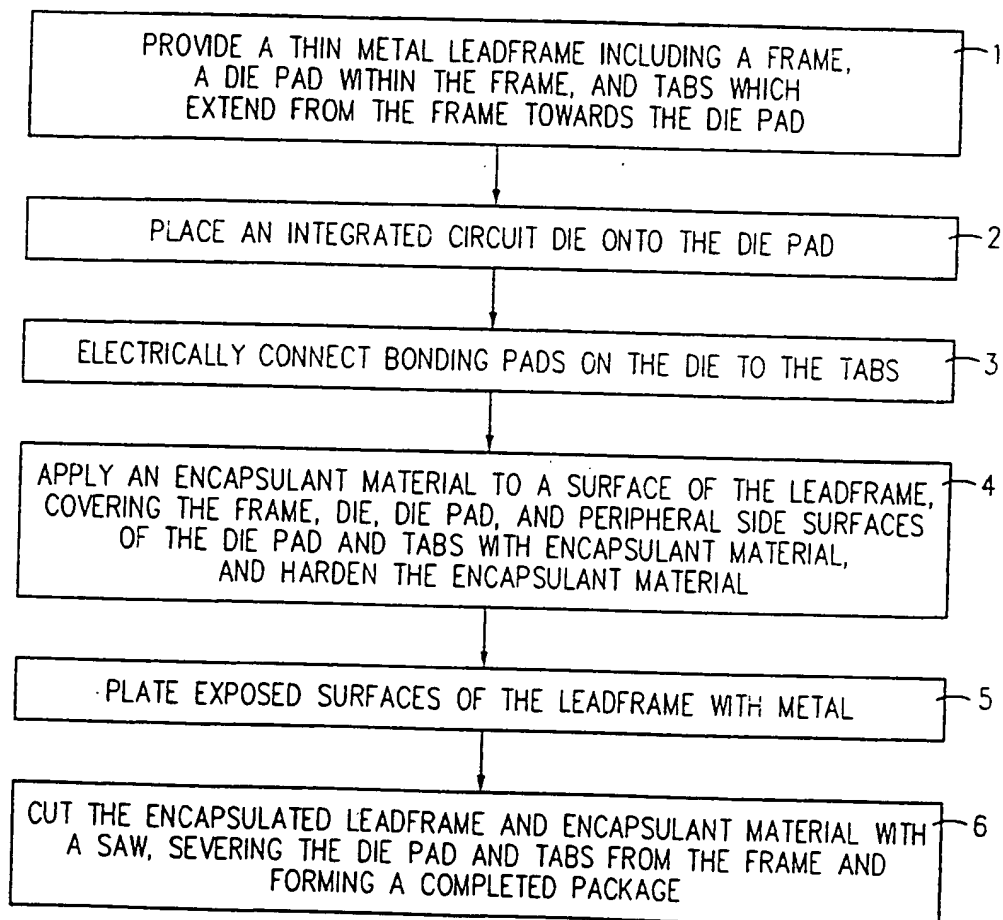 PROVIDE A THIN METAL LEADFRAME INCLUDING A FRAME,
A DIE PAD WITHIN THE FRAME, AND TABS WHICH
EXTEND FROM THE FRAME TOWARDS THE DIE PAD
1
PLACE AN INTEGRATED CIRCUIT DIE ONTO THE DIE PAD
2
ELECTRICALLY CONNECT BONDING PADS ON THE DIE TO THE TABS
3
APPLY AN ENCAPSULANT MATERIAL TO A SURFACE OF THE LEADFRAME,
COVERING THE FRAME, DIE, DIE PAD, AND PERIPHERAL SIDE SURFACES
OF THE DIE PAD AND TABS WITH ENCAPSULANT MATERIAL,
AND HARDEN THE ENCAPSULANT MATERIAL
4
PLATE EXPOSED SURFACES OF THE LEADFRAME WITH METAL
5
CUT THE ENCAPSULATED LEADFRAME AND ENCAPSULANT MATERIAL WITH
A SAW, SEVERING THE DIE PAD AND TABS FROM THE FRAME AND
FORMING A COMPLETED PACKAGE
6